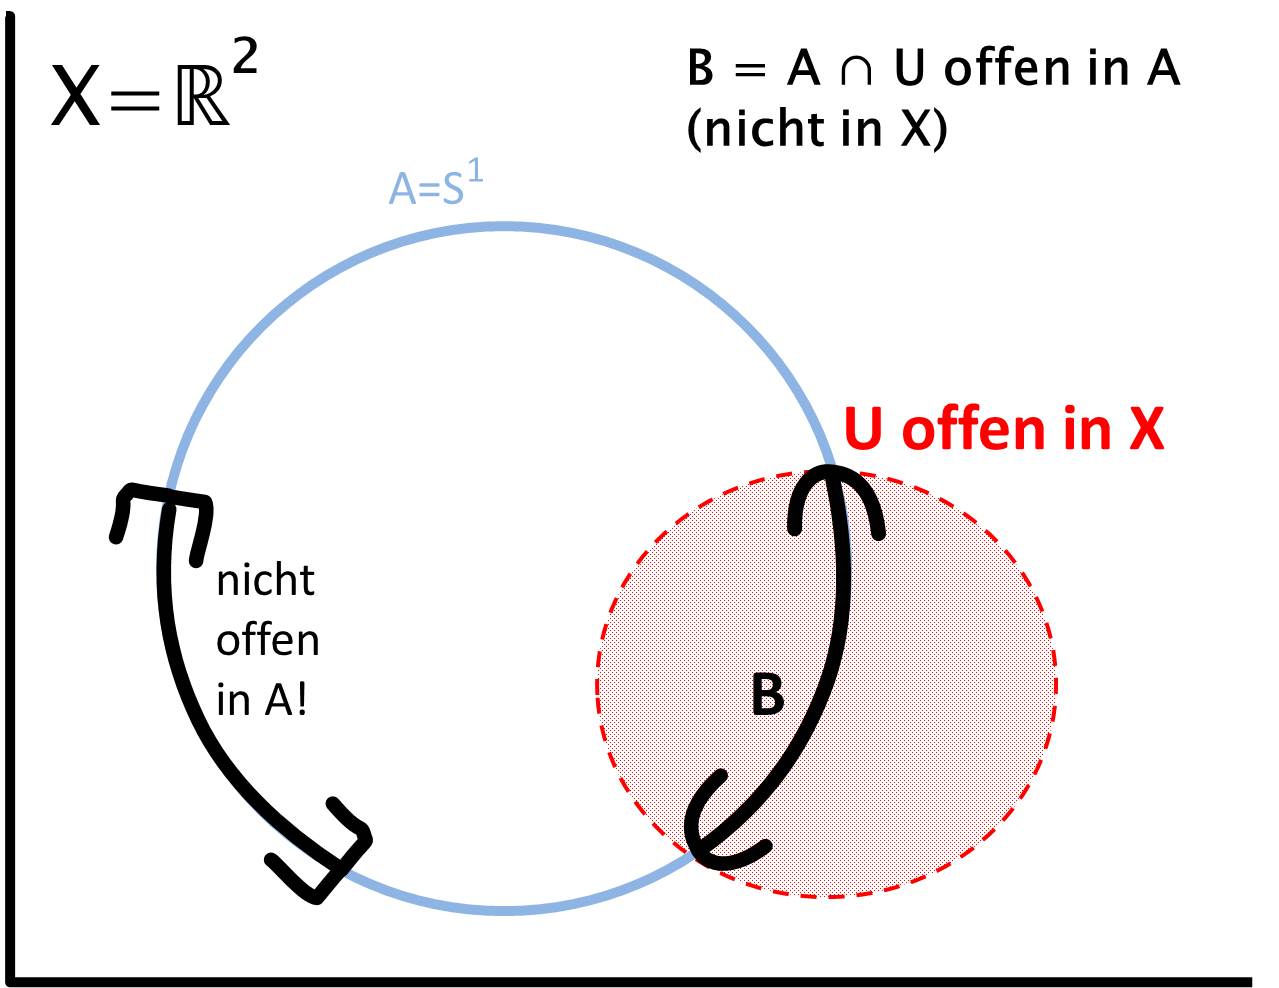 X=ℝ²
B = A ∩ U offen in A
(nicht in X)
A=S¹
U offen in X
nicht
offen
in A!
B